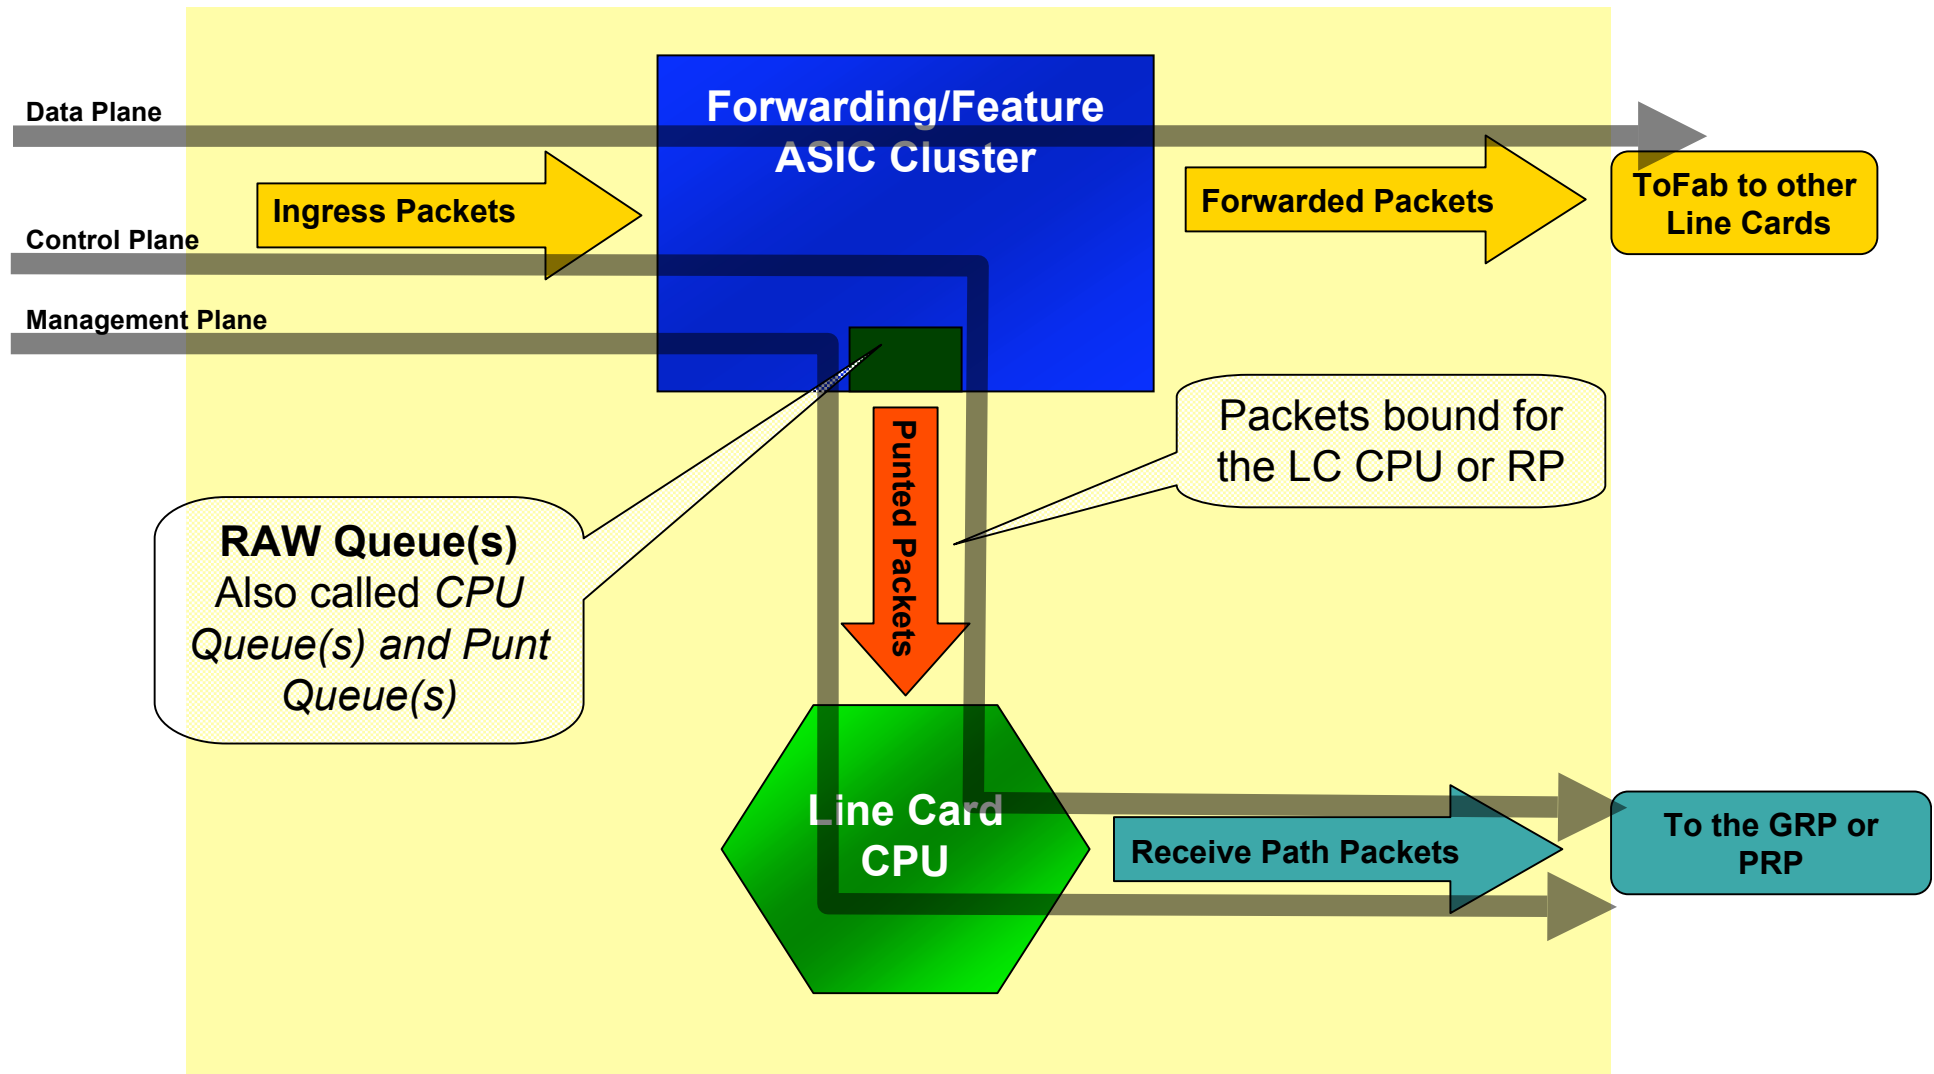 Data Plane
Forwarding/Feature
ASIC Cluster
Ingress Packets
Forwarded Packets
ToFab to other
Line Cards
Control Plane
Management Plane
Packets bound for
the LC CPU or RP
Punted Packets
RAW Queue(s)
Also called CPU
Queue(s) and Punt
Queue(s)
Line Card
CPU
Receive Path Packets
To the GRP or
PRP